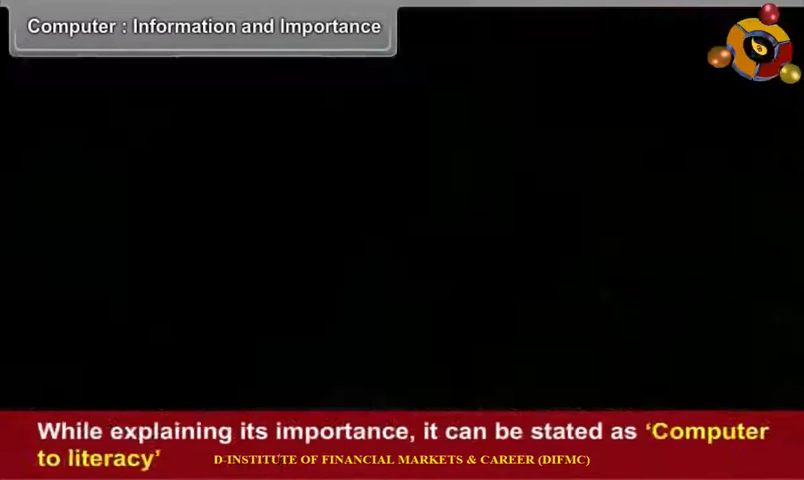 Computer : Information and Importance
While explaining its importance, it can be stated as ‘Computer
to literacy’
D-INSTITUTE OF FINANCIAL MARKETS & CAREER (DIFMC)